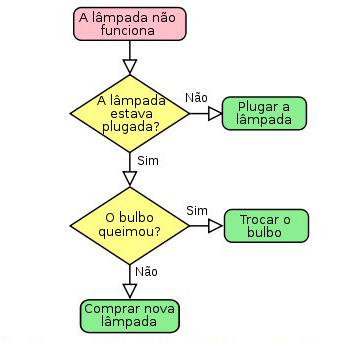 A lâmpada não
funciona
A lâmpada
estava
plugada?
Não
Plugar a
lâmpada
Sim
O bulbo
queimou?
Sim
Trocar o
bulbo
Não
Comprar nova
lâmpada